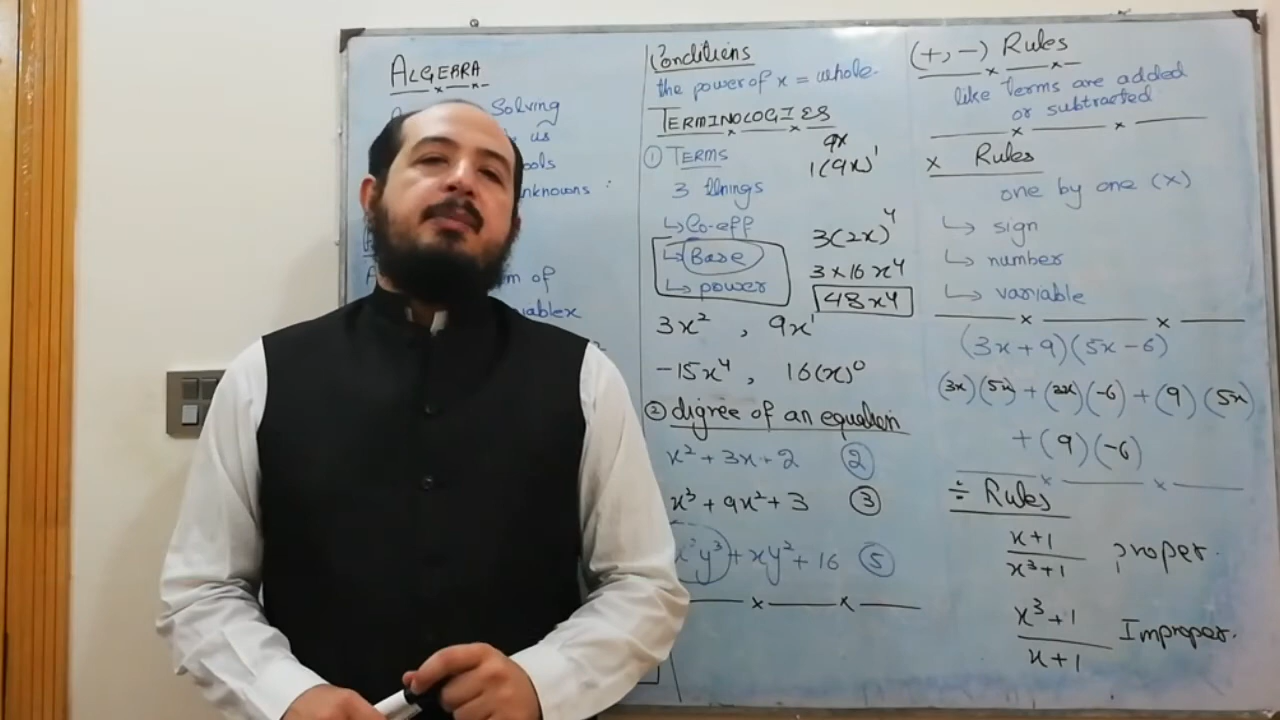 ALGEBRA
Solving
us
ools
nknowns :
m of
iablex
Conditions
the power of x = whole.
TERMINOLOGIES
① TERMS
3 things
↳ Co-eff
↳ Base
↳ power
9x
1(9x)¹
3(2x)⁴
3×16x⁴
48x⁴
3x² , 9x¹
-15x⁴ , 16(x)⁰
② digree of an equation
x² + 3x + 2 ②
x³ + 9x² + 3 ③
x²y³ + xy² + 16 ⑤
(+, -) Rules
like terms are added
or subtracted
× Rules
one by one (x)
↳ sign
↳ number
↳ variable
(3x+9)(5x-6)
(3x)(5x) + (3x)(-6) + (9)(5x)
+ (9)(-6)
÷ Rules
x+1
x³+1
proper.
x³+1
x+1
Improper.